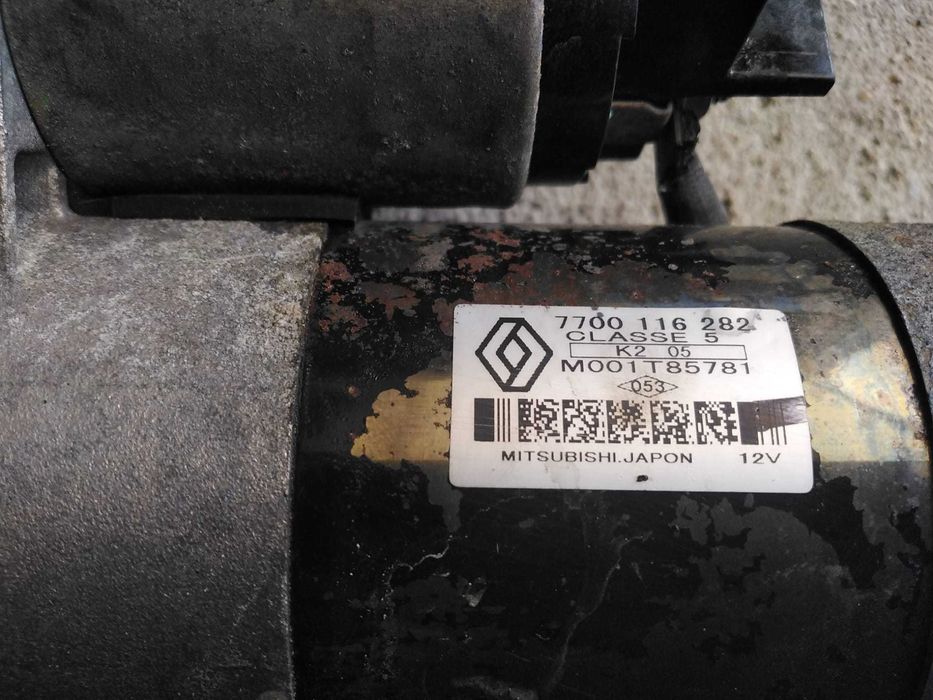 7700 116 282
CLASSE 5
K2 05
M001T85781
053
MITSUBISHI.JAPON 12V